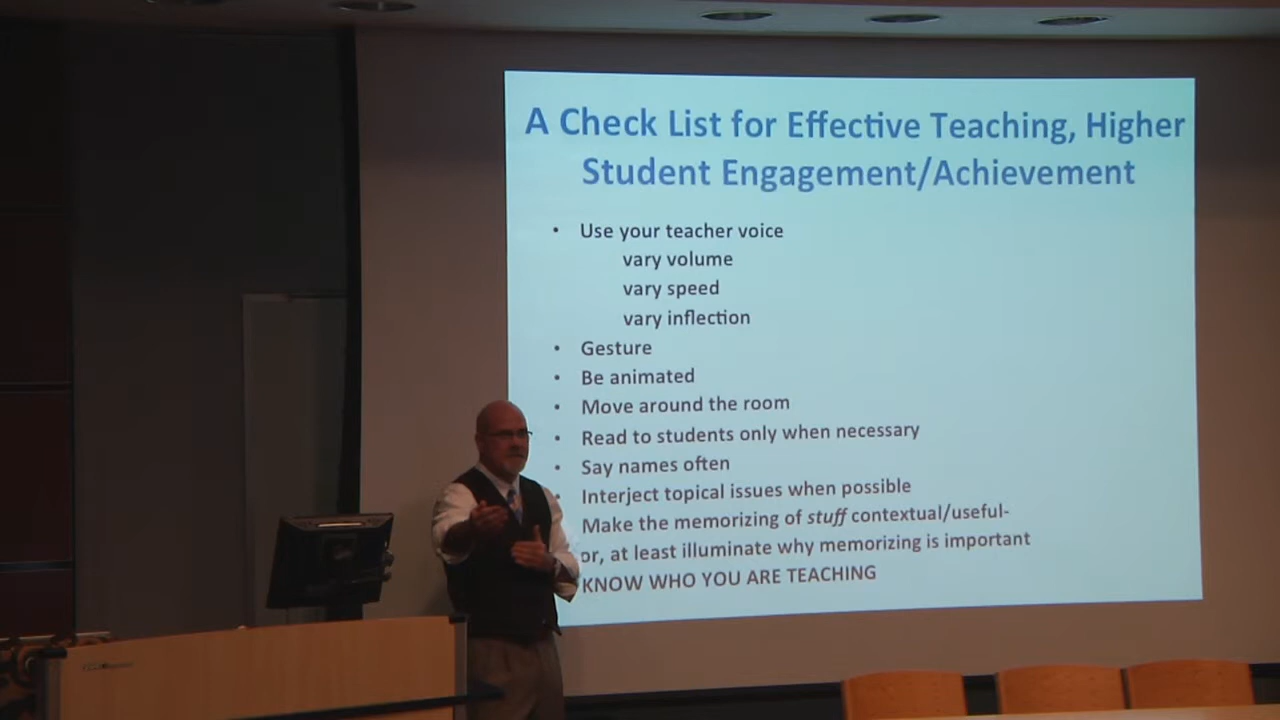 A Check List for Effective Teaching, Higher
Student Engagement/Achievement
• Use your teacher voice
vary volume
vary speed
vary inflection
• Gesture
• Be animated
• Move around the room
• Read to students only when necessary
• Say names often
• Interject topical issues when possible
Make the memorizing of stuff contextual/useful-
or, at least illuminate why memorizing is important
KNOW WHO YOU ARE TEACHING